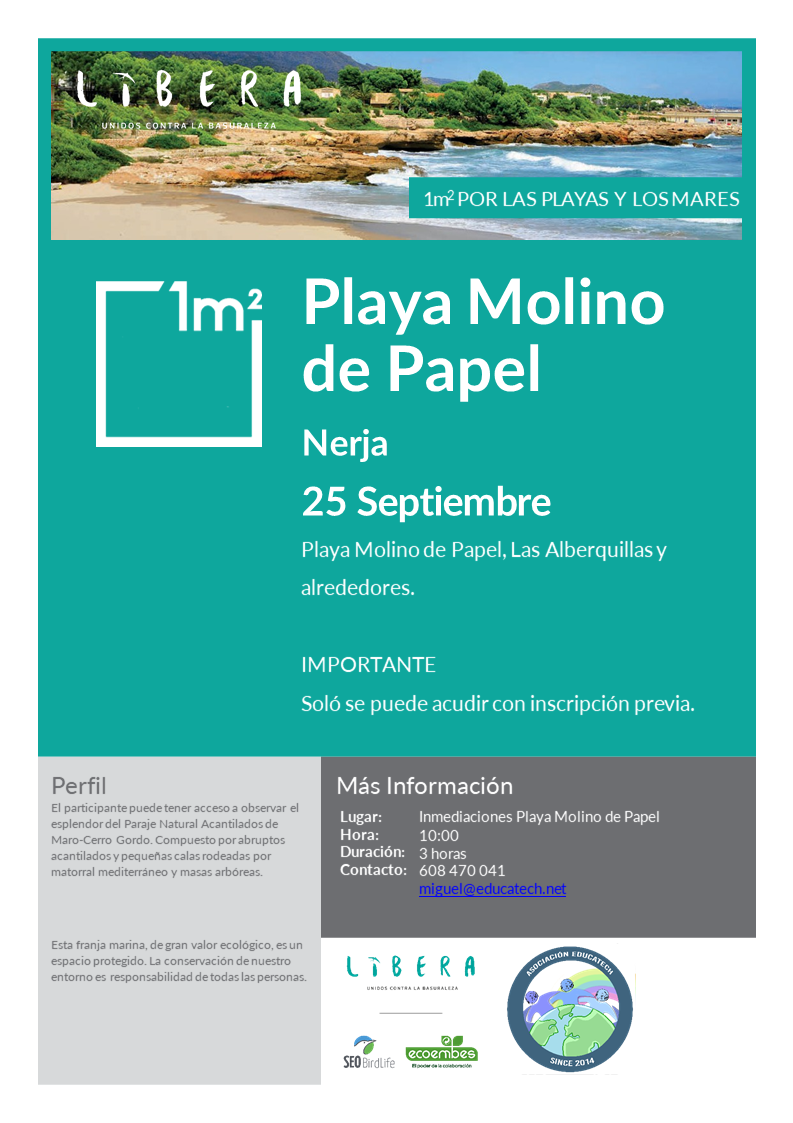 LIBERA
UNIDOS CONTRA LA BASURALEZA
1m² POR LAS PLAYAS Y LOS MARES
1m²
Playa Molino
de Papel
Nerja
25 Septiembre
Playa Molino de Papel, Las Alberquillas y
alrededores.
IMPORTANTE
Soló se puede acudir con inscripción previa.
Perfil
El participante puede tener acceso a observar el
esplendor del Paraje Natural Acantilados de
Maro-Cerro Gordo. Compuesto por abruptos
acantilados y pequeñas calas rodeadas por
matorral mediterráneo y masas arbóreas.
Esta franja marina, de gran valor ecológico, es un
espacio protegido. La conservación de nuestro
entorno es responsabilidad de todas las personas.
Más Información
Lugar: Inmediaciones Playa Molino de Papel
Hora: 10:00
Duración: 3 horas
Contacto: 608 470 041
miguel@educatech.net
LIBERA
UNIDOS CONTRA LA BASURALEZA
SEO BirdLife
ecoembes
El poder de la colaboración
ASOCIACIÓN EDUCATECH
SINCE 2014